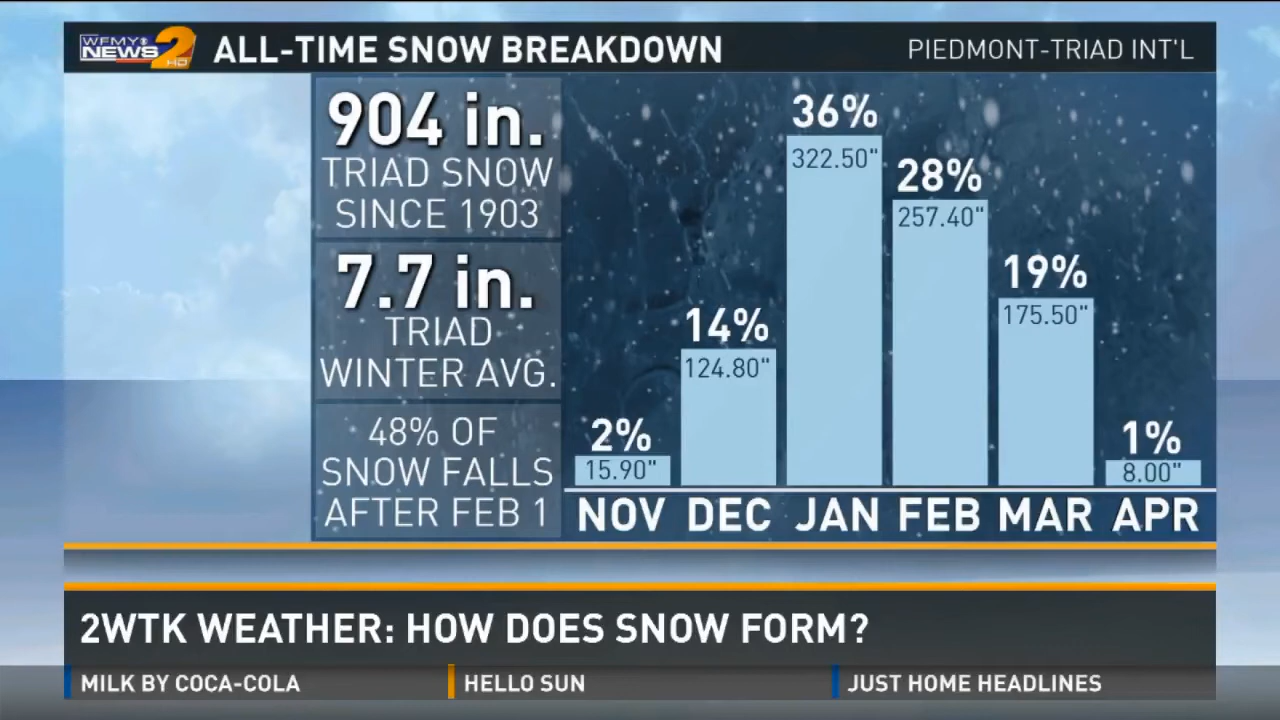 WFMY NEWS 2 HD
ALL-TIME SNOW BREAKDOWN
PIEDMONT-TRIAD INT'L
904 in.
TRIAD SNOW
SINCE 1903
7.7 in.
TRIAD
WINTER AVG.
48% OF
SNOW FALLS
AFTER FEB 1
2%
15.90"
14%
124.80"
36%
322.50"
28%
257.40"
19%
175.50"
1%
8.00"
NOV DEC JAN FEB MAR APR
2WTK WEATHER: HOW DOES SNOW FORM?
MILK BY COCA-COLA
HELLO SUN
JUST HOME HEADLINES